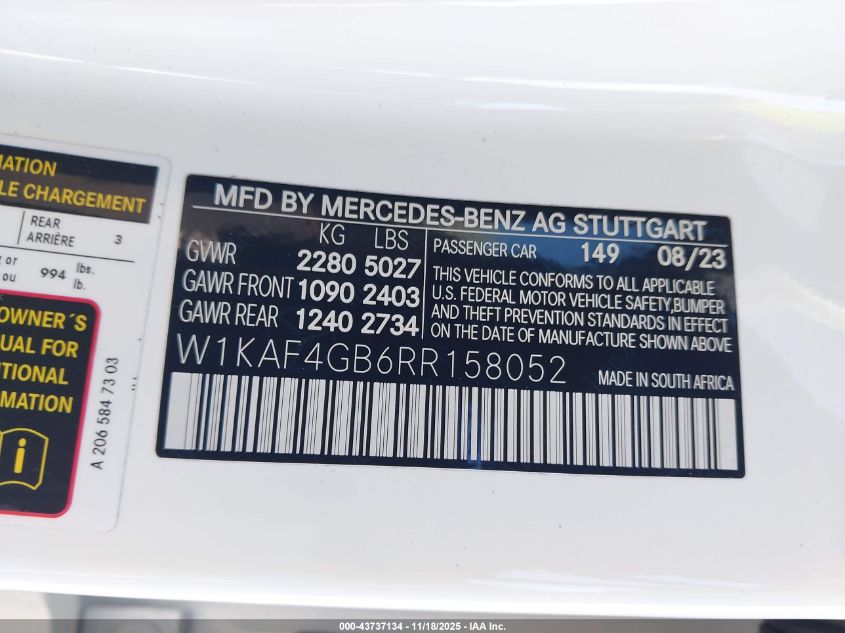 MATION
LE CHARGEMENT
REAR
ARRIÈRE 3
or
ou 994 lbs.
lb.
OWNER´S
UAL FOR
ITIONAL
RMATION
A 206 584 73 03
MFD BY MERCEDES-BENZ AG STUTTGART
KG LBS
GVWR 2280 5027
GAWR FRONT 1090 2403
GAWR REAR 1240 2734
PASSENGER CAR 149 08/23
THIS VEHICLE CONFORMS TO ALL APPLICABLE
U.S. FEDERAL MOTOR VEHICLE SAFETY,BUMPER
AND THEFT PREVENTION STANDARDS IN EFFECT
ON THE DATE OF MANUFACTURE SHOWN ABOVE
W1KAF4GB6RR158052
MADE IN SOUTH AFRICA
000-43737134 - 11/18/2025 - IAA Inc.